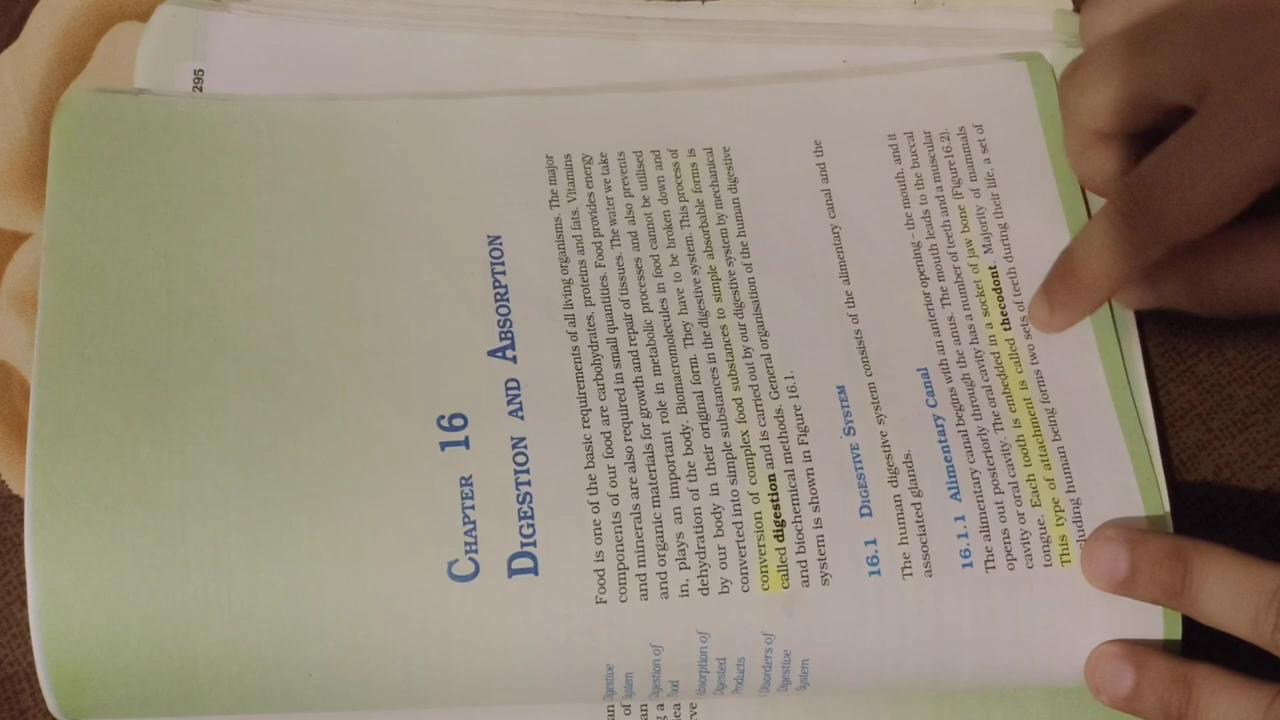 295
CHAPTER 16
DIGESTION AND ABSORPTION
Digestive
System
Digestion of
Food
Absorption of
Digested
Products
Disorders of
Digestive
System
Food is one of the basic requirements of all living organisms. The major
components of our food are carbohydrates, proteins and fats. Vitamins
and minerals are also required in small quantities. Food provides energy
and organic materials for growth and repair of tissues. The water we take
in, plays an important role in metabolic processes and also prevents
dehydration of the body. Biomacromolecules in food cannot be utilised
by our body in their original form. They have to be broken down and
converted into simple substances in the digestive system. This process of
conversion of complex food substances to simple absorbable forms is
called digestion and is carried out by our digestive system by mechanical
and biochemical methods. General organisation of the human digestive
system is shown in Figure 16.1.
16.1 DIGESTIVE SYSTEM
The human digestive system consists of the alimentary canal and the
associated glands.
16.1.1 Alimentary Canal
The alimentary canal begins with an anterior opening – the mouth, and it
opens out posteriorly through the anus. The mouth leads to the buccal
cavity or oral cavity. The oral cavity has a number of teeth and a muscular
tongue. Each tooth is embedded in a socket of jaw bone (Figure 16.2).
This type of attachment is called thecodont. Majority of mammals
including human being forms two sets of teeth during their life, a set of